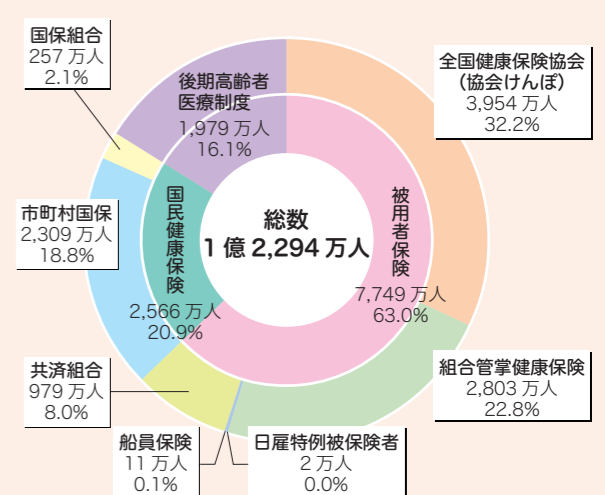 国保組合
257 万人
2.1%
後期高齢者
医療制度
1,979 万人
16.1%
全国健康保険協会
（協会けんぽ）
3,954 万人
32.2%
市町村国保
2,309 万人
18.8%
国民健康保険
2,566 万人
20.9%
総数
1 億 2,294 万人
被用者保険
7,749 万人
63.0%
共済組合
979 万人
8.0%
組合管掌健康保険
2,803 万人
22.8%
船員保険
11 万人
0.1%
日雇特例被保険者
2 万人
0.0%